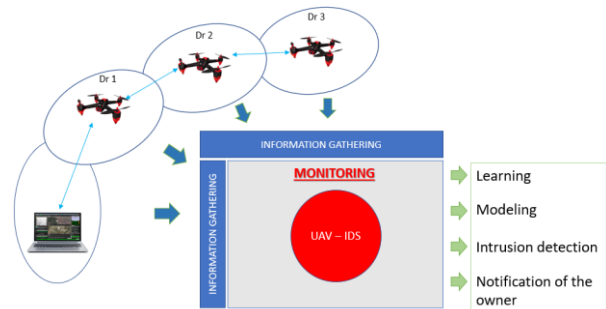 Dr 1
Dr 2
Dr 3
INFORMATION GATHERING
INFORMATION GATHERING
MONITORING
UAV – IDS
Learning
Modeling
Intrusion detection
Notification of the
owner